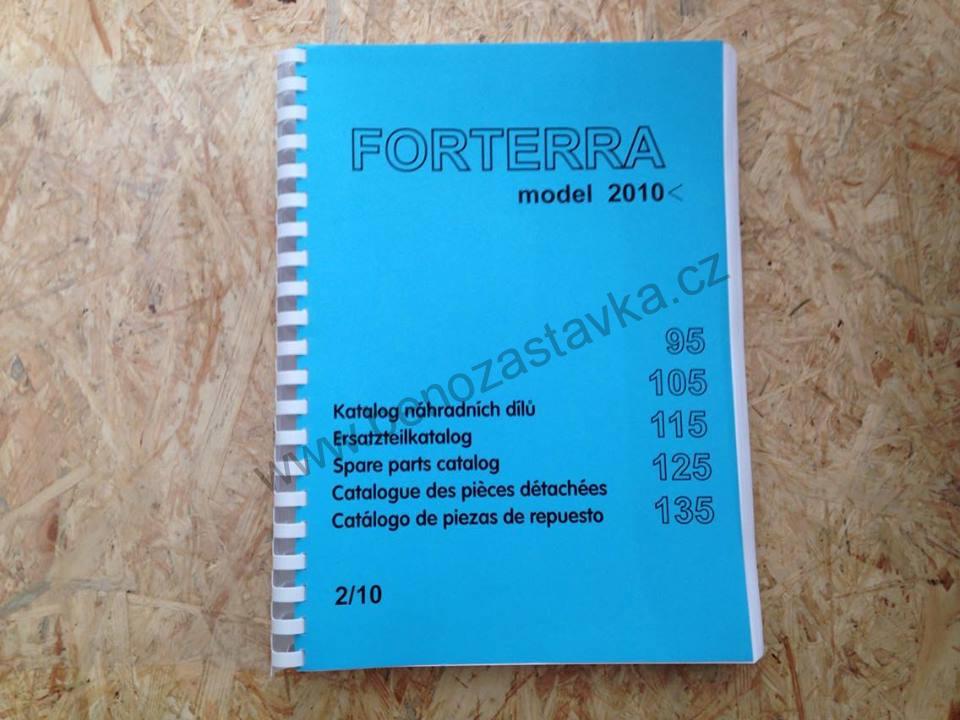 FORTERRA
model 2010<
95
105
115
125
135
Katalog náhradních dílů
Ersatzteilkatalog
Spare parts catalog
Catalogue des pièces détachées
Catálogo de piezas de repuesto
2/10
www.bonozastavka.cz